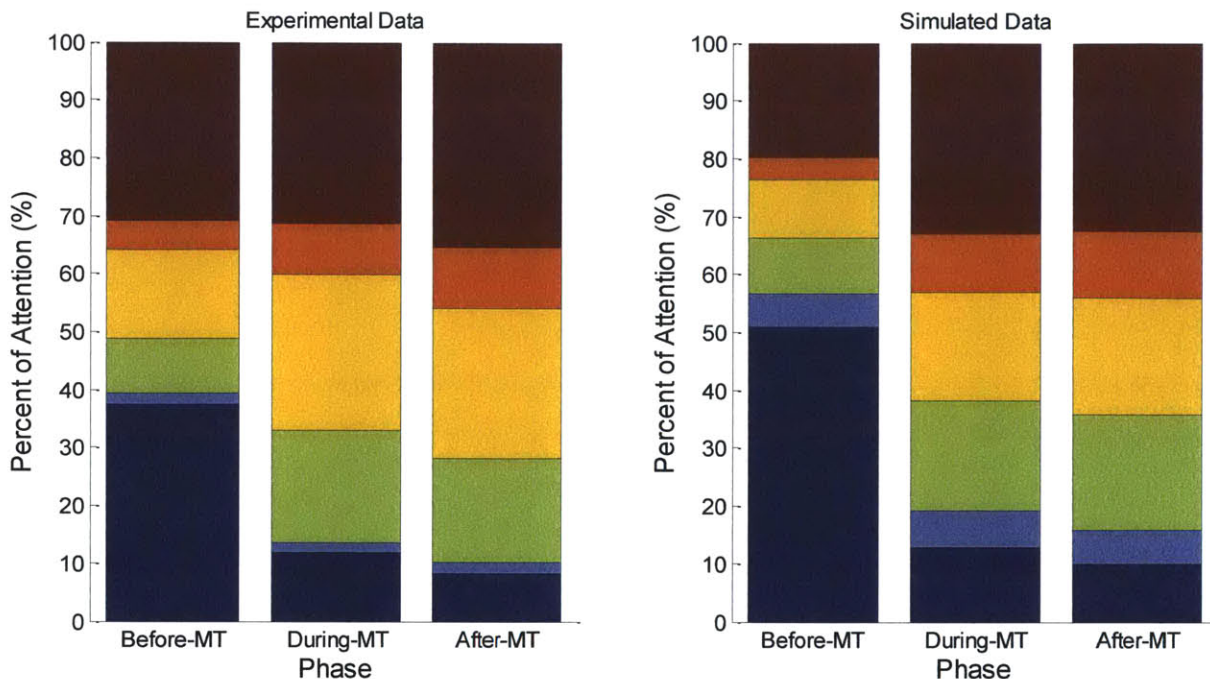 Experimental Data
Percent of Attention (%)
100
90
80
70
60
50
40
30
20
10
0
Before-MT During-MT After-MT
Phase
Simulated Data
Percent of Attention (%)
100
90
80
70
60
50
40
30
20
10
0
Before-MT During-MT After-MT
Phase